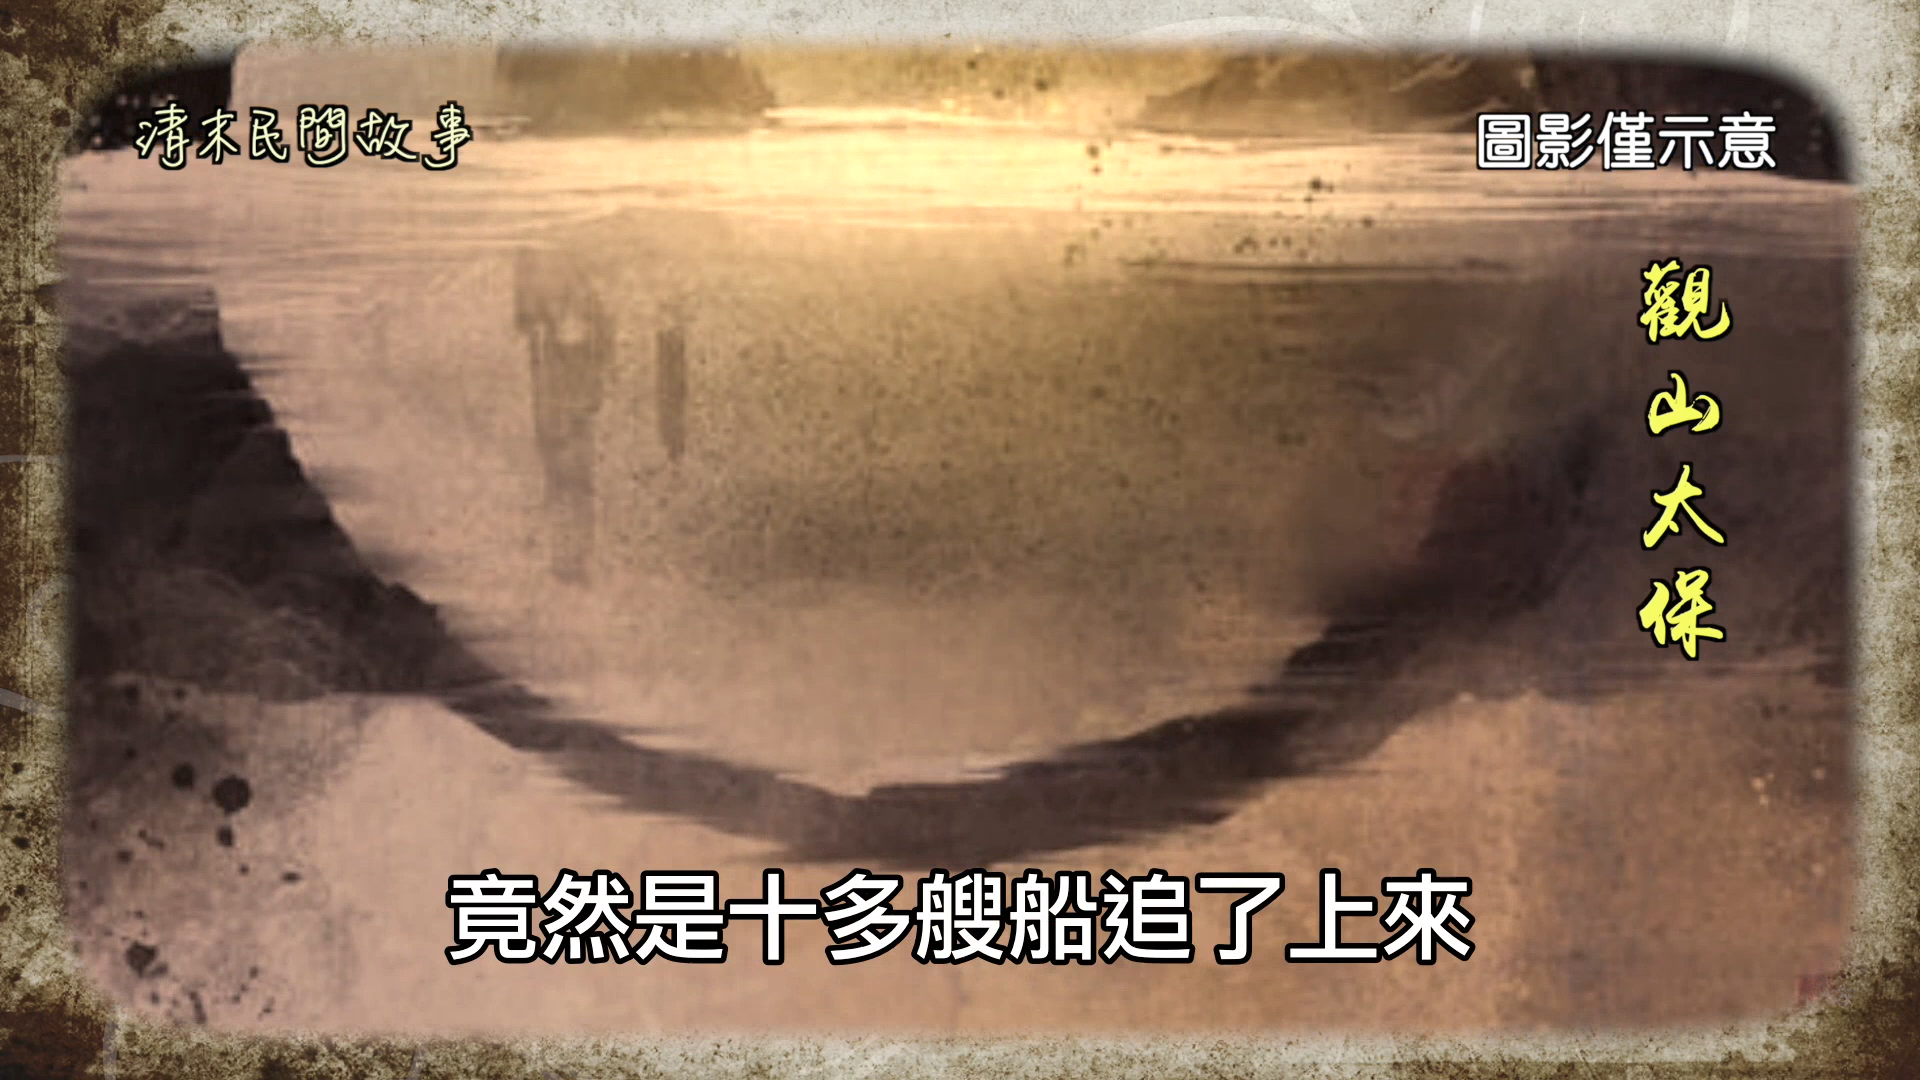 清末民間故事
圖影僅示意
觀山太保
竟然是十多艘船追了上來